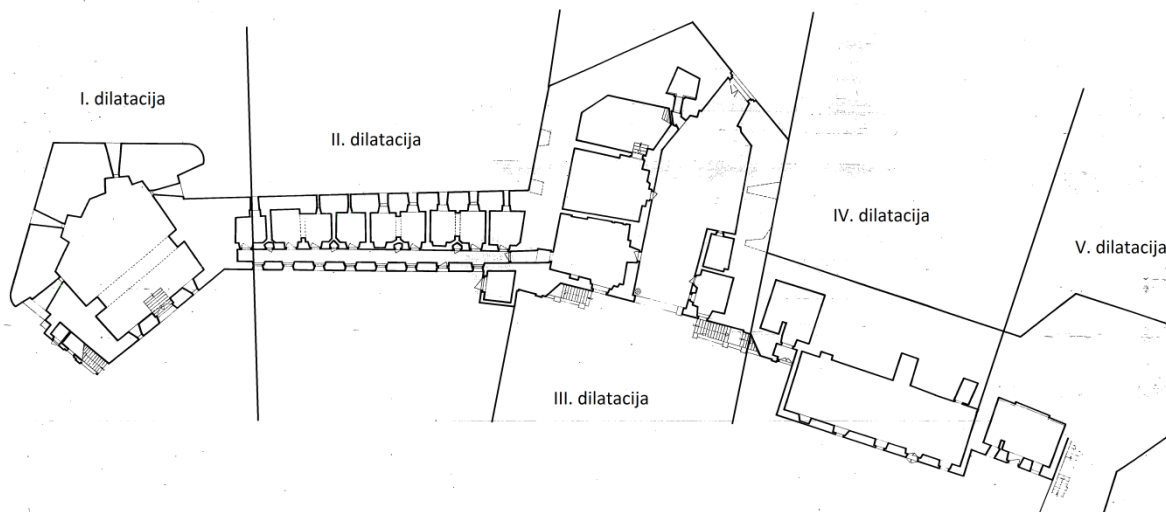 I. dilatacija
II. dilatacija
III. dilatacija
IV. dilatacija
V. dilatacija